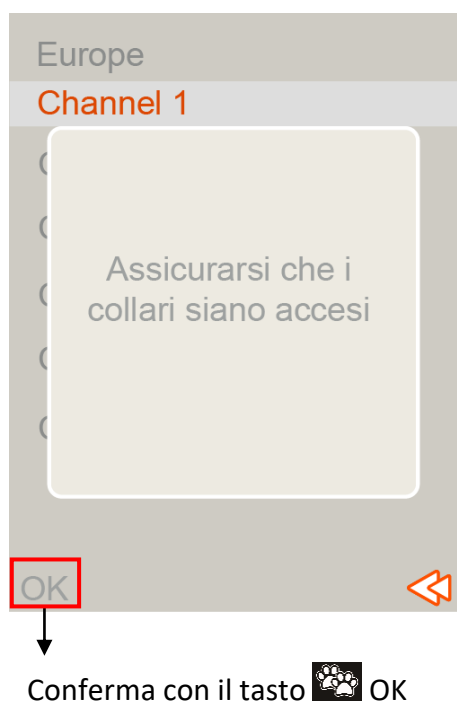 Europe
Channel 1
Assicurarsi che i
collari siano accesi
OK
Conferma con il tasto OK